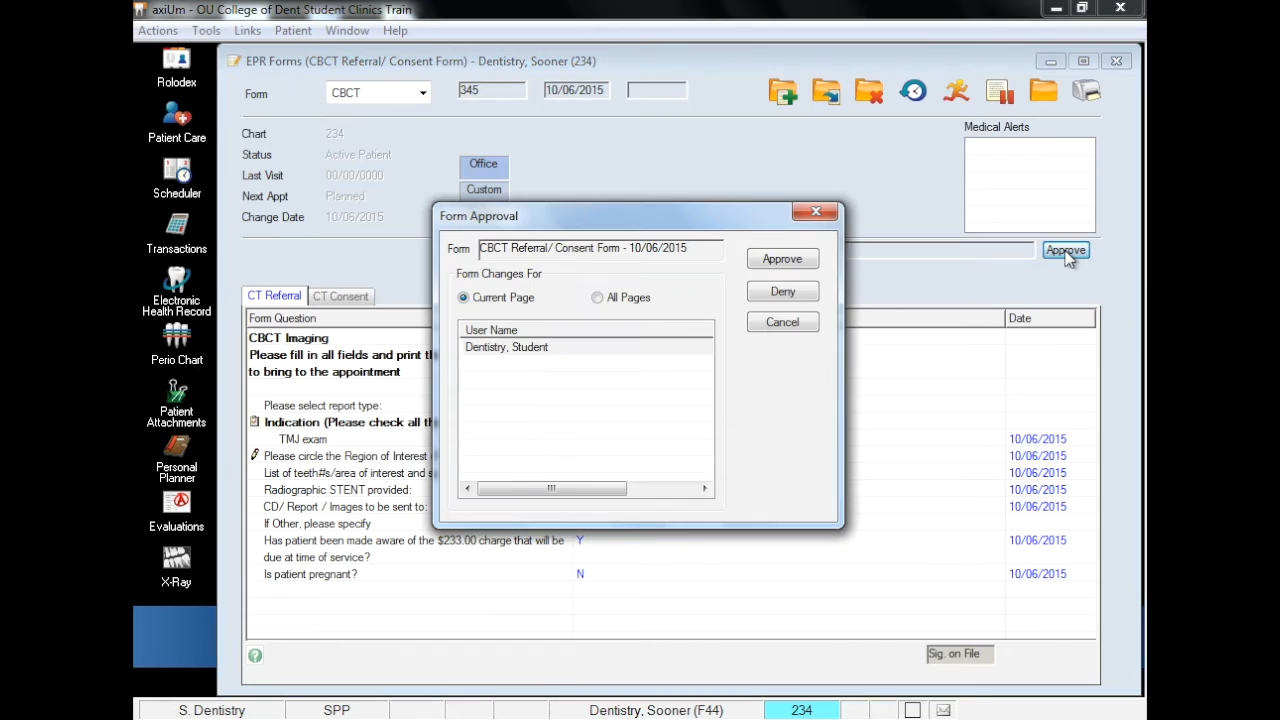 axiUm - OU College of Dent Student Clinics Train
Actions Tools Links Patient Window Help
Rolodex
Patient Care
Scheduler
Transactions
Electronic
Health Record
Perio Chart
Patient
Attachments
Personal
Planner
Evaluations
X-Ray
EPR Forms (CBCT Referral/ Consent Form) - Dentistry, Sooner (234)
Form CBCT 345 10/06/2015
Chart 234
Status Active Patient
Last Visit 00/00/0000
Next Appt Planned
Change Date 10/06/2015
Office
Custom
Medical Alerts
Approve
CT Referral CT Consent
Form Question Date
CBCT Imaging
Please fill in all fields and print th
to bring to the appointment
Please select report type:
Indication (Please check all th
TMJ exam 10/06/2015
Please circle the Region of Interest 10/06/2015
List of teeth#s/area of interest and s 10/06/2015
Radiographic STENT provided: 10/06/2015
CD/ Report / Images to be sent to: 10/06/2015
If Other, please specify
Has patient been made aware of the $233.00 charge that will be Y 10/06/2015
due at time of service?
Is patient pregnant? N 10/06/2015
Sig. on File
Form Approval
Form CBCT Referral/ Consent Form - 10/06/2015
Form Changes For
Current Page All Pages
User Name
Dentistry, Student
Approve
Deny
Cancel
S. Dentistry SPP Dentistry, Sooner (F44) 234